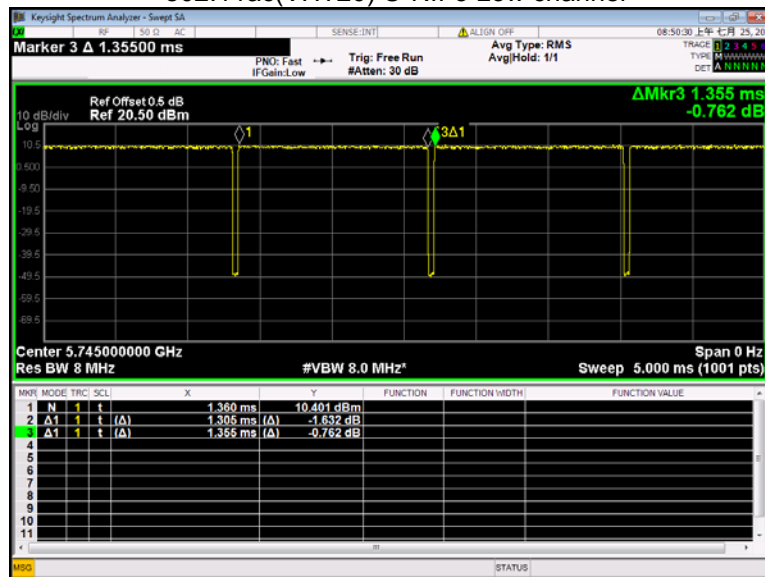 Keysight Spectrum Analyzer - Swept SA
RF 50 Ω AC SENSE:INT ALIGN OFF 08:50:30 上午 七月 25, 20
Marker 3 Δ 1.35500 ms
PNO: Fast
IFGain:Low
Trig: Free Run
#Atten: 30 dB
Avg Type: RMS
Avg|Hold: 1/1
TRACE 1 2 3 4 5 6
TYPE
DET A N N N N N
ΔMkr3 1.355 ms
-0.762 dB
Ref Offset 0.5 dB
10 dB/div Ref 20.50 dBm
Log
1
3Δ1
10.5
0.500
-9.50
-19.5
-29.5
-39.5
-49.5
-59.5
-69.5
Center 5.745000000 GHz Span 0 Hz
Res BW 8 MHz #VBW 8.0 MHz* Sweep 5.000 ms (1001 pts)
MKR MODE TRC SCL X Y FUNCTION FUNCTION WIDTH FUNCTION VALUE
1 N 1 t 1.360 ms 10.401 dBm
2 Δ1 1 t (Δ) 1.305 ms (Δ) -1.632 dB
3 Δ1 1 t (Δ) 1.355 ms (Δ) -0.762 dB
4
5
6
7
8
9
10
11
MSG STATUS